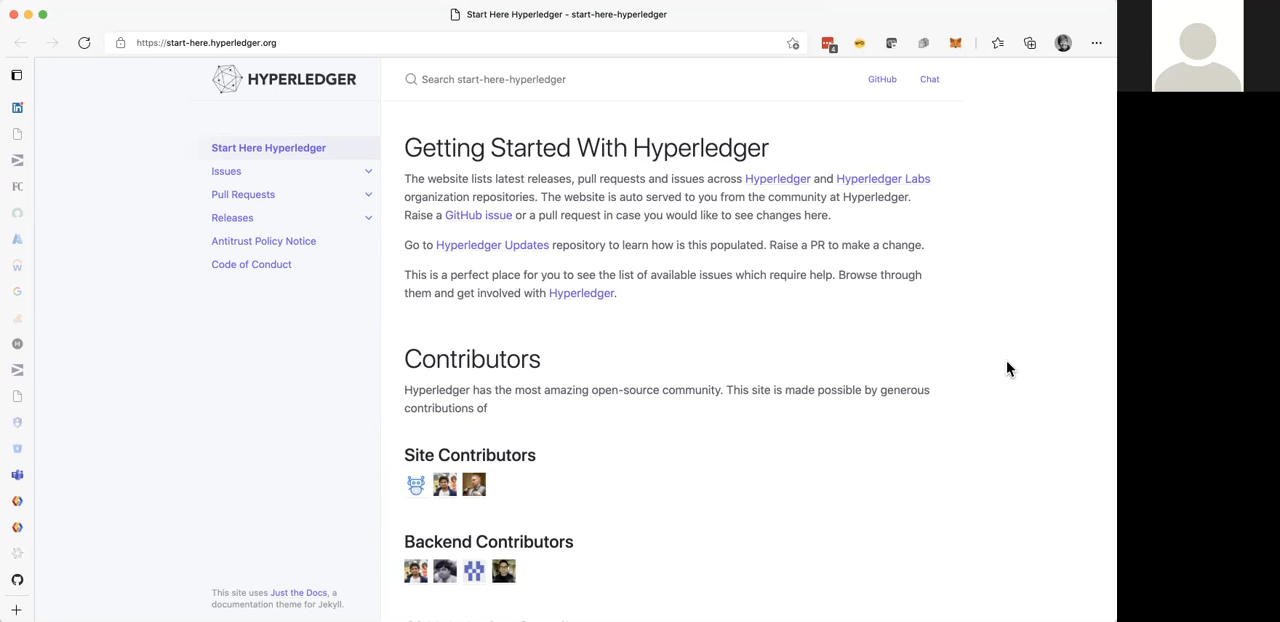 Start Here Hyperledger - start-here-hyperledger
https://start-here.hyperledger.org
4
HYPERLEDGER
Search start-here-hyperledger
GitHub
Chat
Start Here Hyperledger
Issues
Pull Requests
Releases
Antitrust Policy Notice
Code of Conduct
Getting Started With Hyperledger
The website lists latest releases, pull requests and issues across Hyperledger and Hyperledger Labs
organization repositories. The website is auto served to you from the community at Hyperledger.
Raise a GitHub issue or a pull request in case you would like to see changes here.
Go to Hyperledger Updates repository to learn how is this populated. Raise a PR to make a change.
This is a perfect place for you to see the list of available issues which require help. Browse through
them and get involved with Hyperledger.
Contributors
Hyperledger has the most amazing open-source community. This site is made possible by generous
contributions of
Site Contributors
Backend Contributors
This site uses Just the Docs, a
documentation theme for Jekyll.